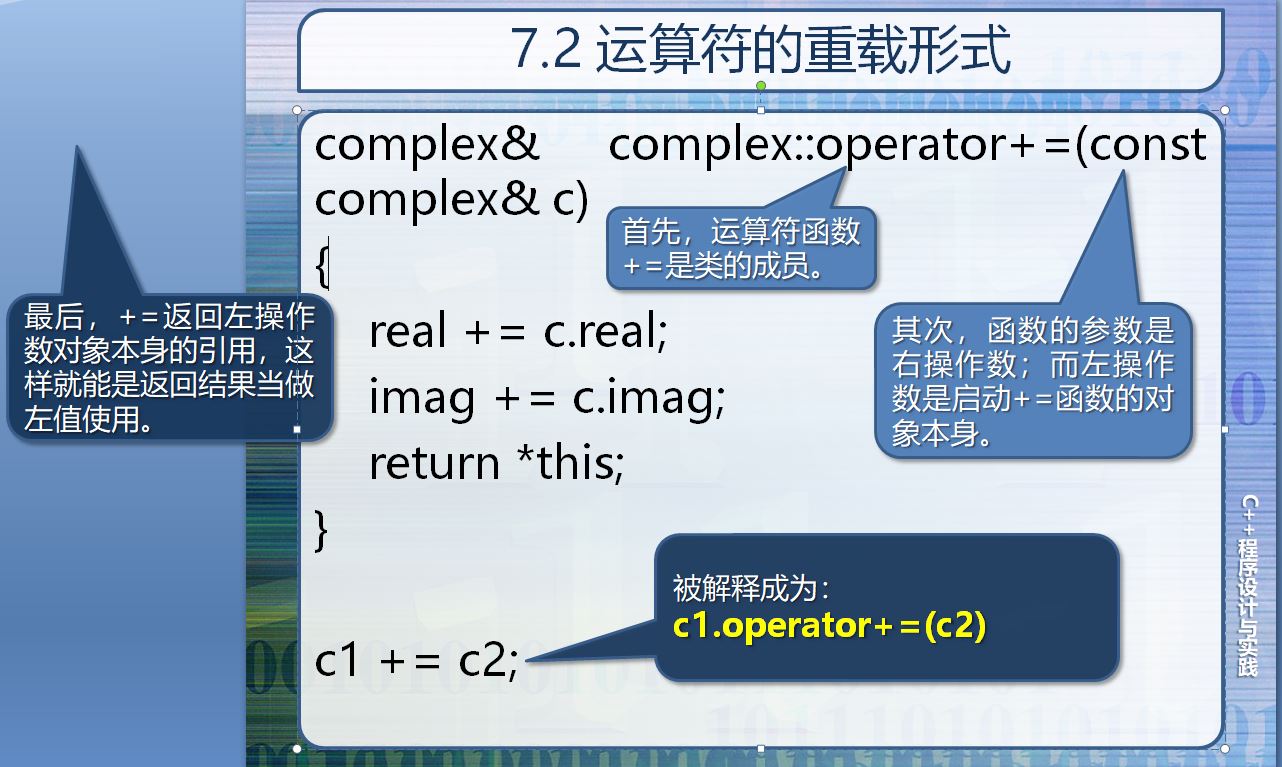 7.2 运算符的重载形式
complex& complex::operator+=(const
complex& c)
{
real += c.real;
imag += c.imag;
return *this;
}
c1 += c2;
首先，运算符函数
+=是类的成员。
其次，函数的参数是
右操作数；而左操作
数是启动+=函数的对
象本身。
最后，+=返回左操作
数对象本身的引用，这
样就能是返回结果当做
左值使用。
被解释成为：
c1.operator+=(c2)
C++程序设计与实践